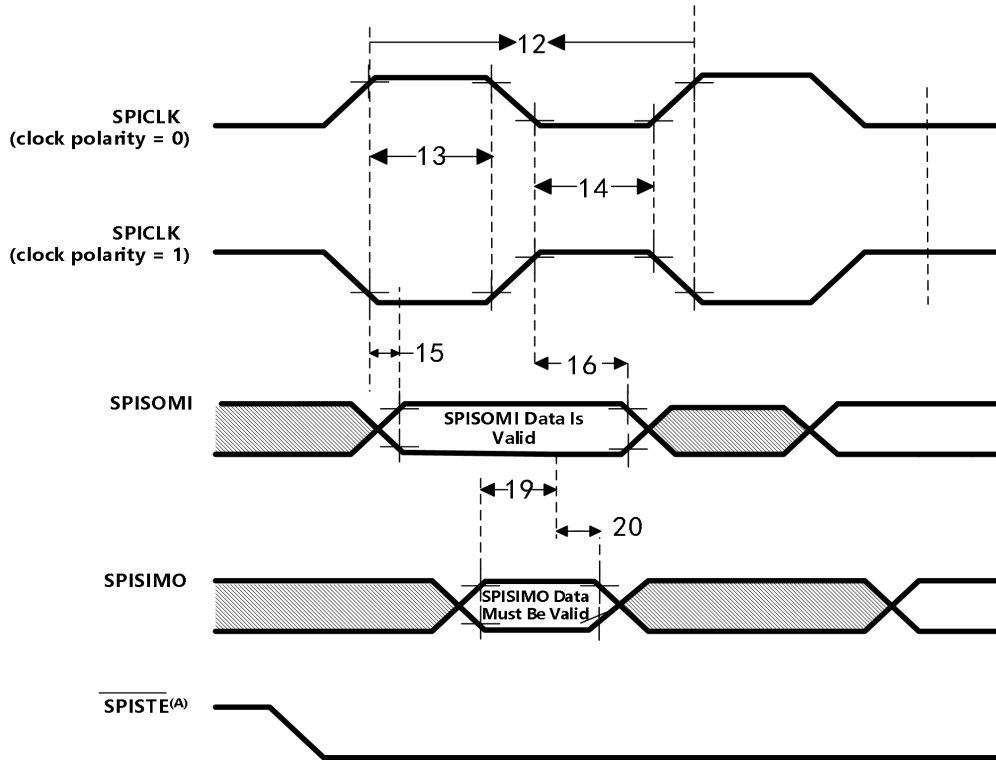 12
SPICLK
(clock polarity = 0)
13
14
SPICLK
(clock polarity = 1)
15
16
SPISOMI
SPISOMI Data Is
Valid
19
20
SPISIMO
SPISIMO Data
Must Be Valid
SPISTE(A)